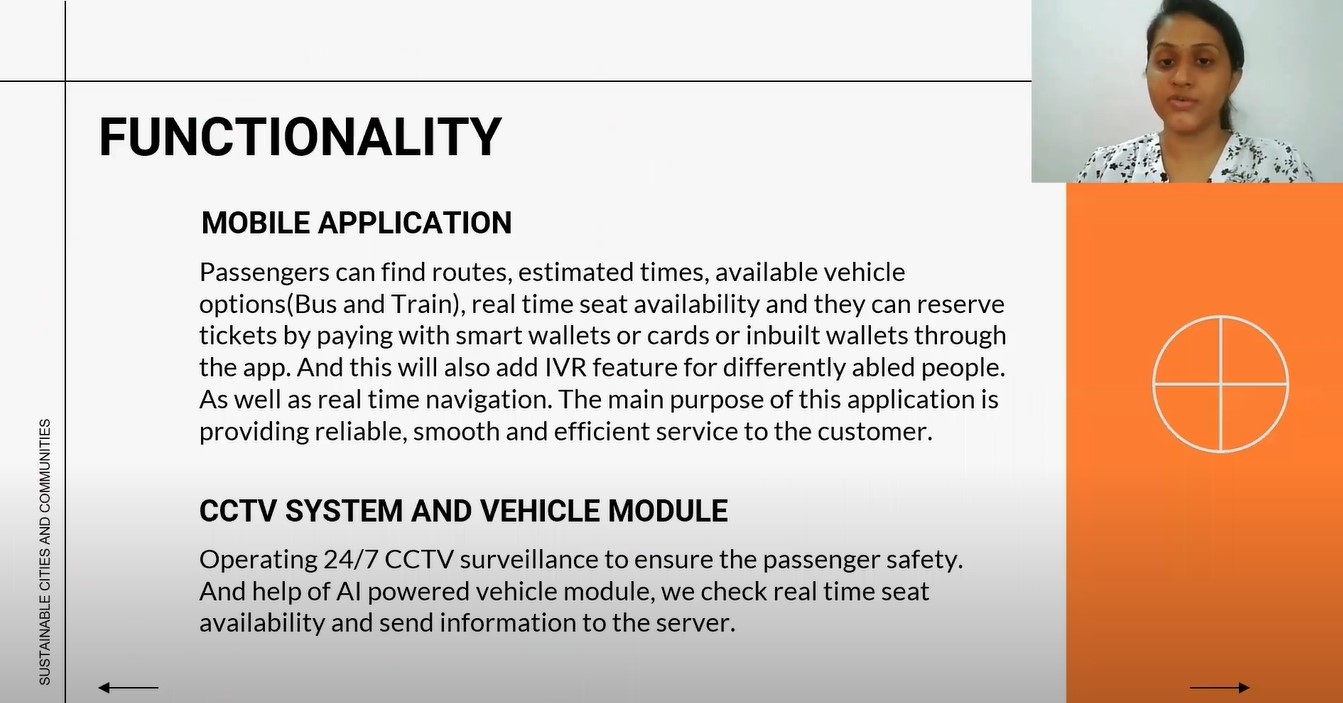 FUNCTIONALITY
MOBILE APPLICATION
Passengers can find routes, estimated times, available vehicle
options(Bus and Train), real time seat availability and they can reserve
tickets by paying with smart wallets or cards or inbuilt wallets through
the app. And this will also add IVR feature for differently abled people.
As well as real time navigation. The main purpose of this application is
providing reliable, smooth and efficient service to the customer.
CCTV SYSTEM AND VEHICLE MODULE
Operating 24/7 CCTV surveillance to ensure the passenger safety.
And help of AI powered vehicle module, we check real time seat
availability and send information to the server.
SUSTAINABLE CITIES AND COMMUNITIES